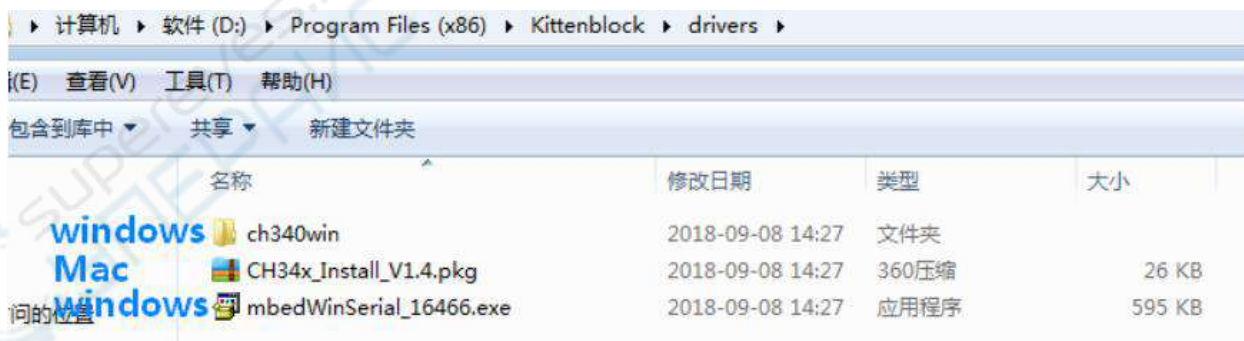 计算机 ▸ 软件 (D:) ▸ Program Files (x86) ▸ Kittenblock ▸ drivers ▸
(E) 查看(V) 工具(T) 帮助(H)
包含到库中 共享 新建文件夹
名称 修改日期 类型 大小
windows ch340win 2018-09-08 14:27 文件夹
Mac CH34x_Install_V1.4.pkg 2018-09-08 14:27 360压缩 26 KB
问的位置 windows mbedWinSerial_16466.exe 2018-09-08 14:27 应用程序 595 KB